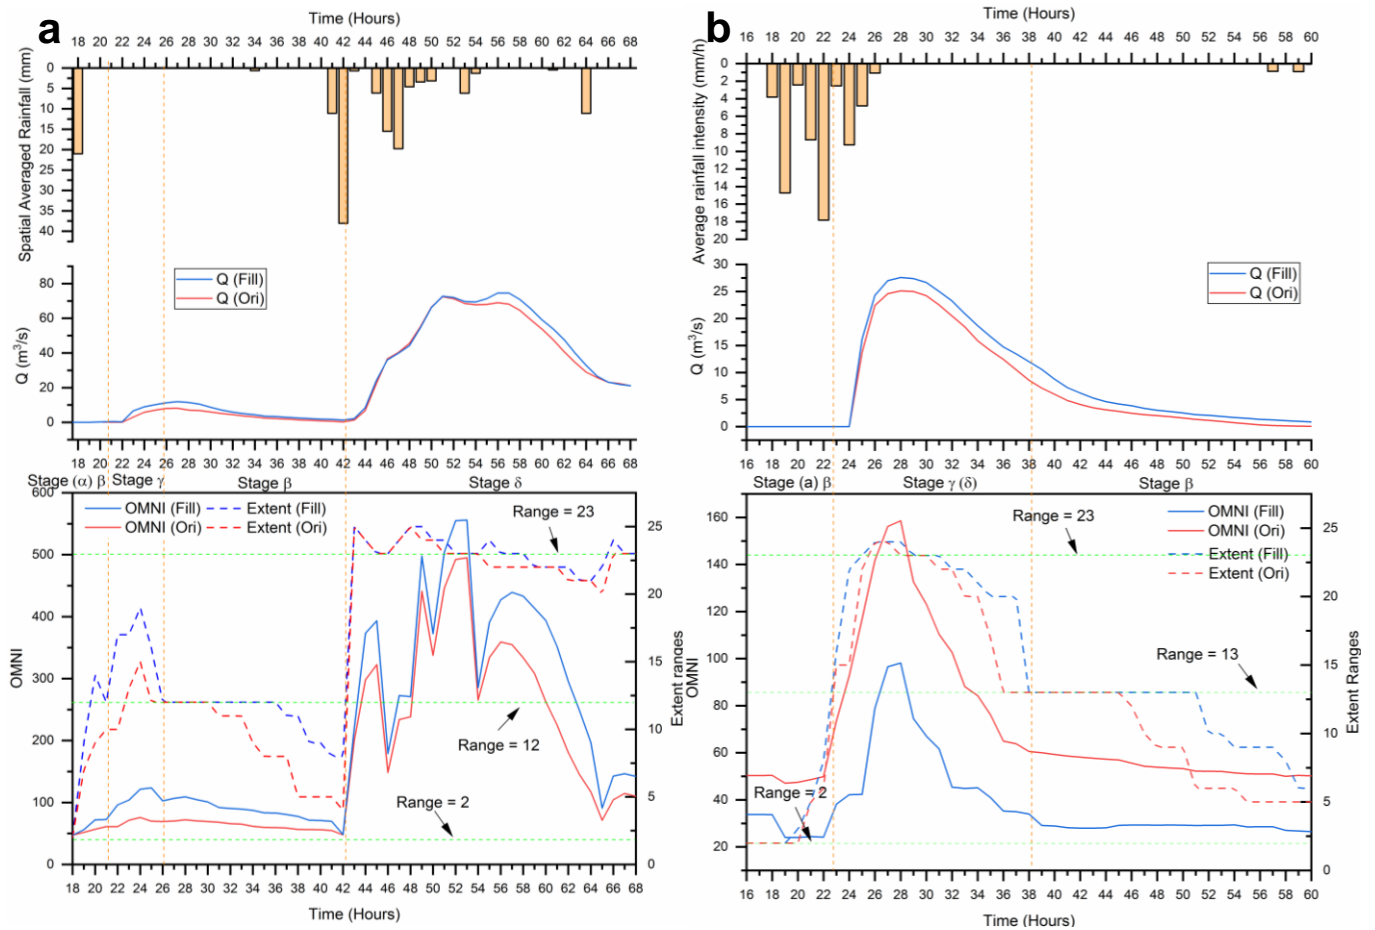 a
Time (Hours)
18 20 22 24 26 28 30 32 34 36 38 40 42 44 46 48 50 52 54 56 58 60 62 64 66 68
Spatial Averaged Rainfall (mm)
0
5
10
15
20
25
30
35
40
Q (m³/s)
80
60
40
20
0
Q (Fill)
Q (Ori)
18 20 22 24 26 28 30 32 34 36 38 40 42 44 46 48 50 52 54 56 58 60 62 64 66 68
Stage (α) β Stage γ Stage β Stage δ
OMNI
600
500
400
300
200
100
0
OMNI (Fill) Extent (Fill)
OMNI (Ori) Extent (Ori)
Range = 23
Range = 12
Range = 2
25
20
15
10
5
0
Extent ranges
18 20 22 24 26 28 30 32 34 36 38 40 42 44 46 48 50 52 54 56 58 60 62 64 66 68
Time (Hours)
b
Time (Hours)
16 18 20 22 24 26 28 30 32 34 36 38 40 42 44 46 48 50 52 54 56 58 60
Average rainfall intensity (mm/h)
0
2
4
6
8
10
12
14
16
18
20
Q (m³/s)
30
25
20
15
10
5
0
Q (Fill)
Q (Ori)
16 18 20 22 24 26 28 30 32 34 36 38 40 42 44 46 48 50 52 54 56 58 60
Stage (a) β Stage γ (δ) Stage β
OMNI
160
140
120
100
80
60
40
20
OMNI (Fill)
OMNI (Ori)
Extent (Fill)
Extent (Ori)
Range = 23
Range = 13
Range = 2
25
20
15
10
5
0
Extent Ranges
16 18 20 22 24 26 28 30 32 34 36 38 40 42 44 46 48 50 52 54 56 58 60
Time (Hours)